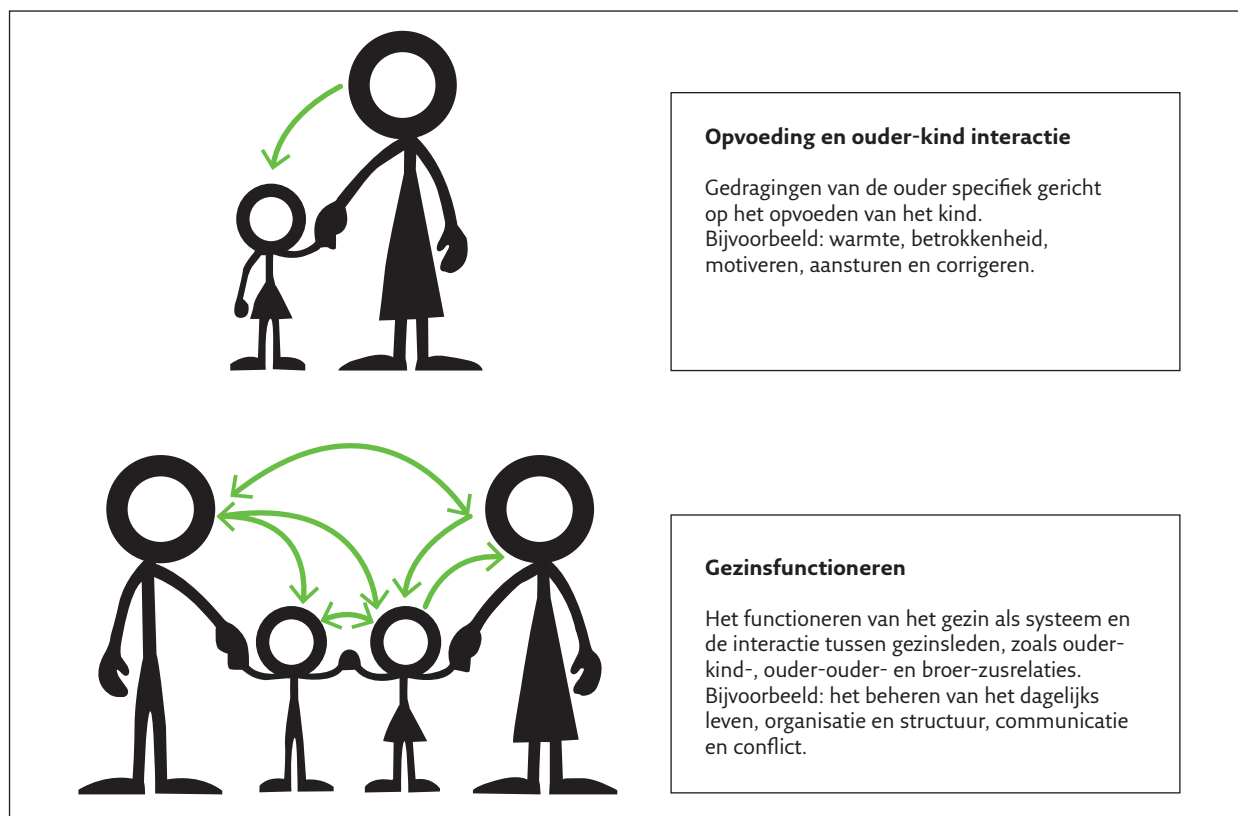 Opvoeding en ouder-kind interactie
Gedragingen van de ouder specifiek gericht
op het opvoeden van het kind.
Bijvoorbeeld: warmte, betrokkenheid,
motiveren, aansturen en corrigeren.
Gezinsfunctioneren
Het functioneren van het gezin als systeem en
de interactie tussen gezinsleden, zoals ouder-
kind-, ouder-ouder- en broer-zusrelaties.
Bijvoorbeeld: het beheren van het dagelijks
leven, organisatie en structuur, communicatie
en conflict.